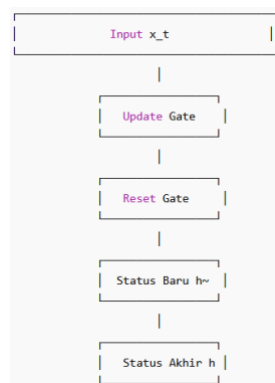 Input x_t
Update Gate
Reset Gate
Status Baru h~
Status Akhir h